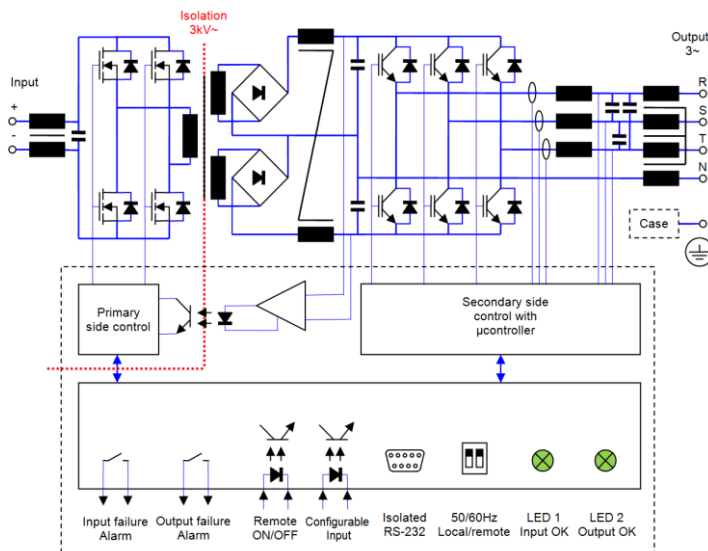 Isolation
3kV~
Output
3~
Input
+
-
R
S
T
N
Case
Primary
side control
Secondary side
control with
µcontroller
Input failure
Alarm
Output failure
Alarm
Remote
ON/OFF
Configurable
Input
Isolated
RS-232
50/60Hz
Local/remote
LED 1
Input OK
LED 2
Output OK